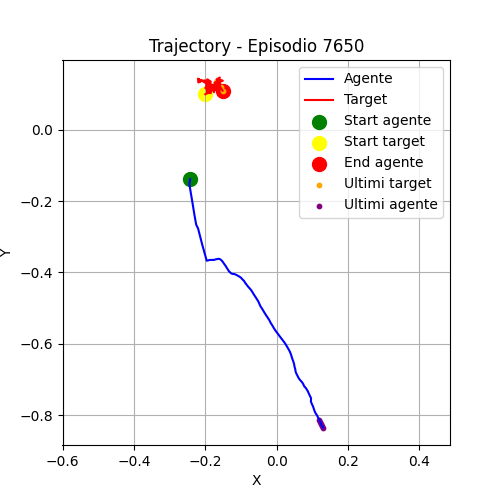 Trajectory - Episodio 7650
Agente
Target
Start agente
Start target
End agente
Ultimi target
Ultimi agente
0.0
−0.2
−0.4
−0.6
−0.8
Y
−0.6
−0.4
−0.2
0.0
0.2
0.4
X